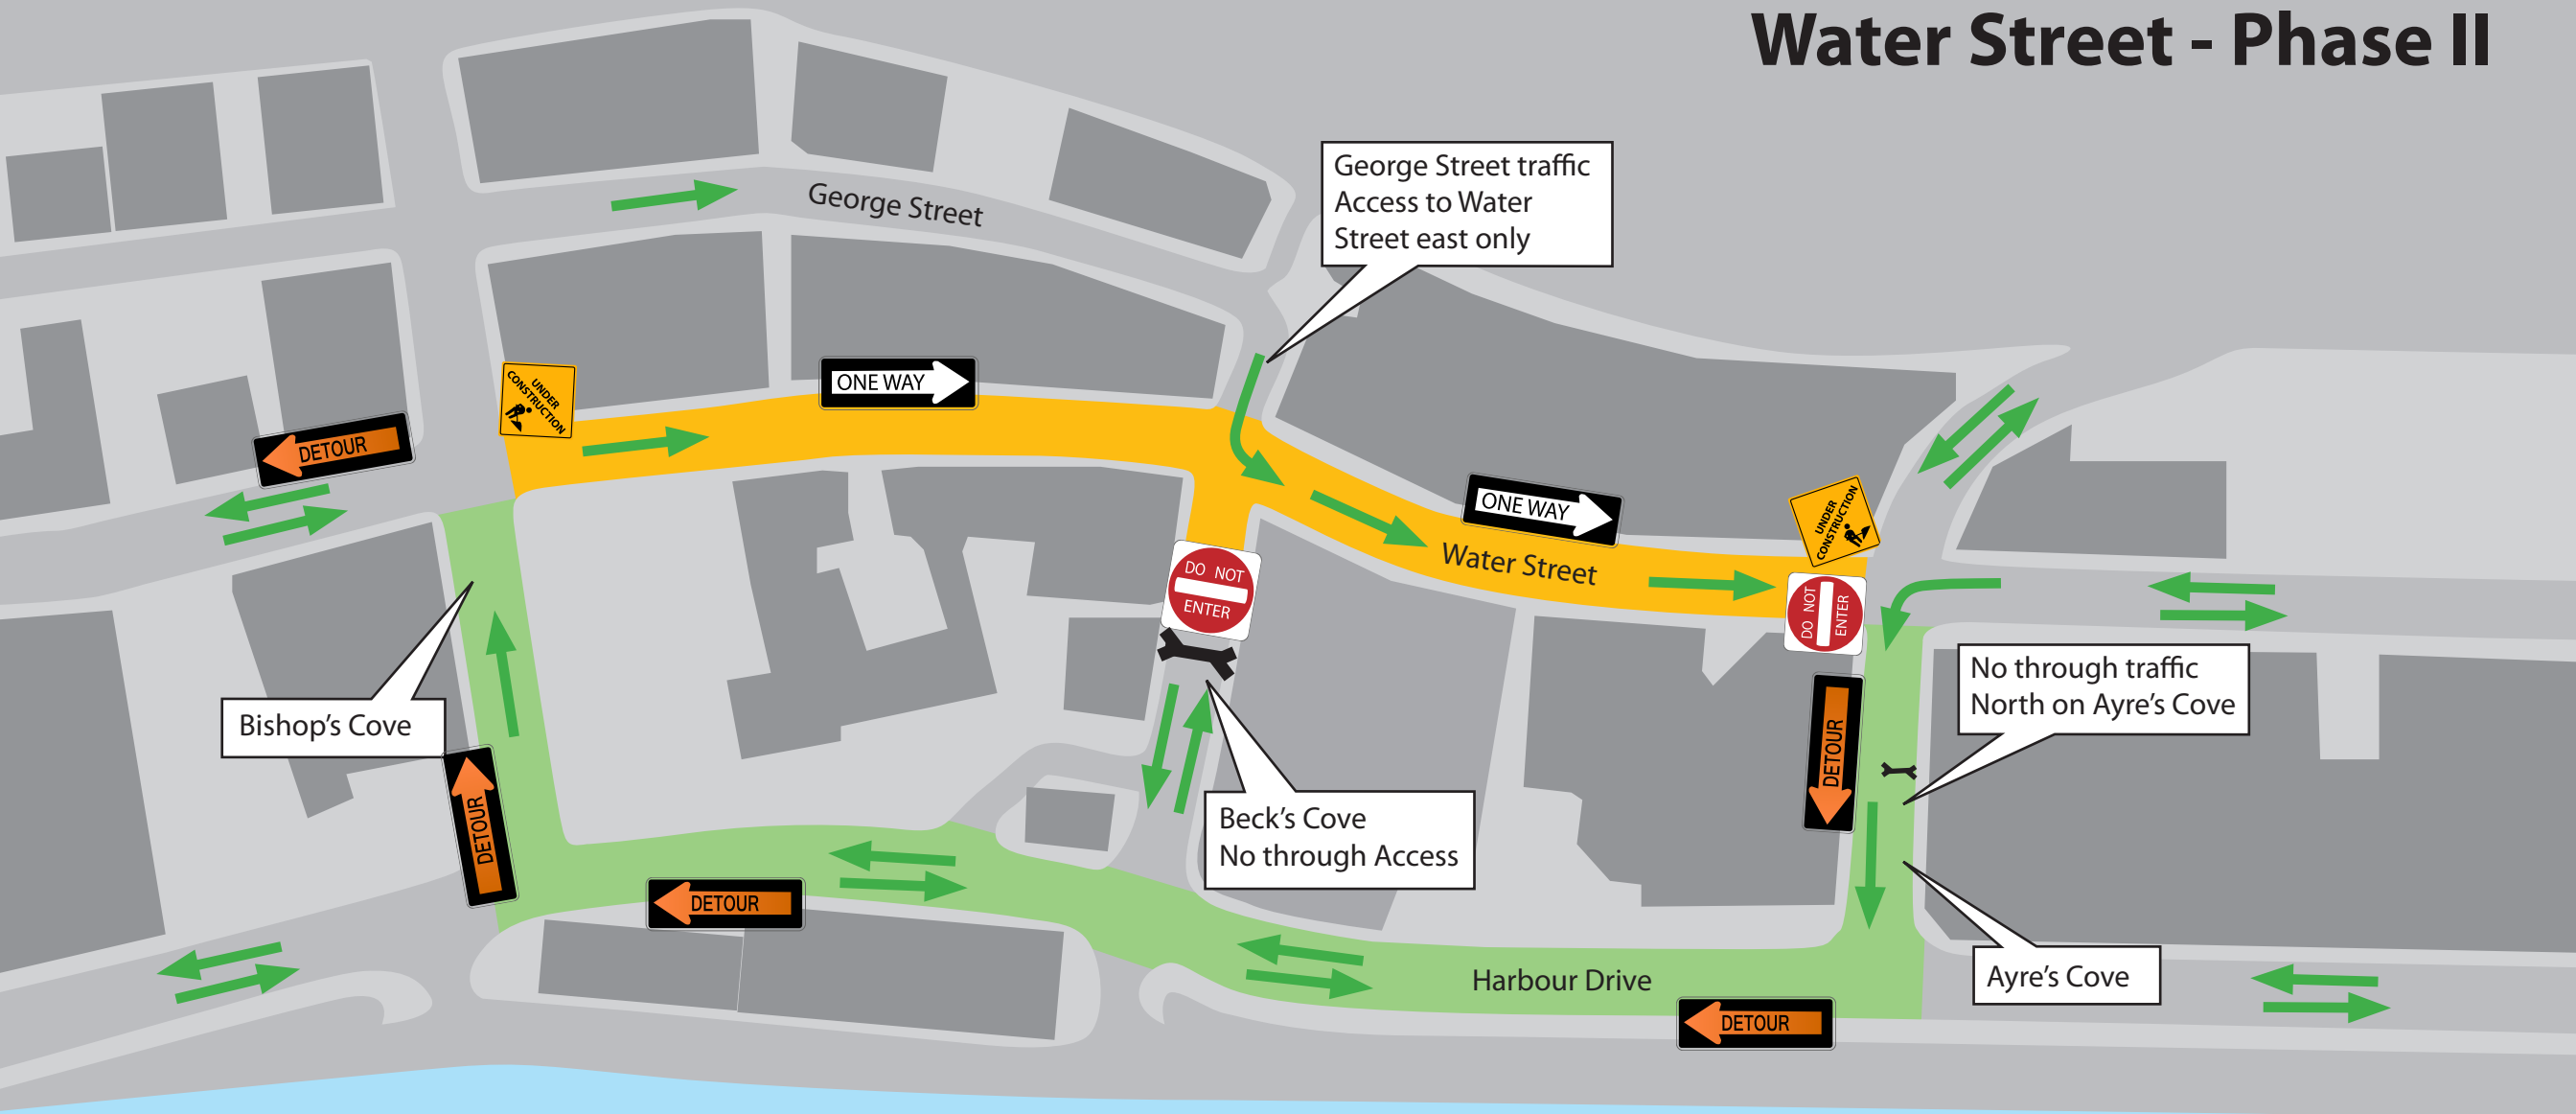 Water Street - Phase II
George Street traffic
Access to Water
Street east only
George Street
UNDER
CONSTRUCTION
ONE WAY
DETOUR
ONE WAY
UNDER
CONSTRUCTION
Water Street
DO NOT
ENTER
DO NOT
ENTER
No through traffic
North on Ayre’s Cove
Bishop’s Cove
DETOUR
DETOUR
Beck’s Cove
No through Access
DETOUR
Harbour Drive
Ayre’s Cove
DETOUR